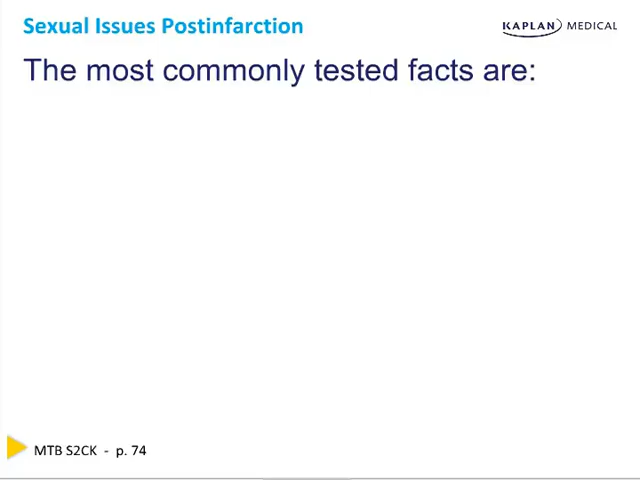 Sexual Issues Postinfarction
KAPLAN MEDICAL
The most commonly tested facts are:
MTB S2CK - p. 74